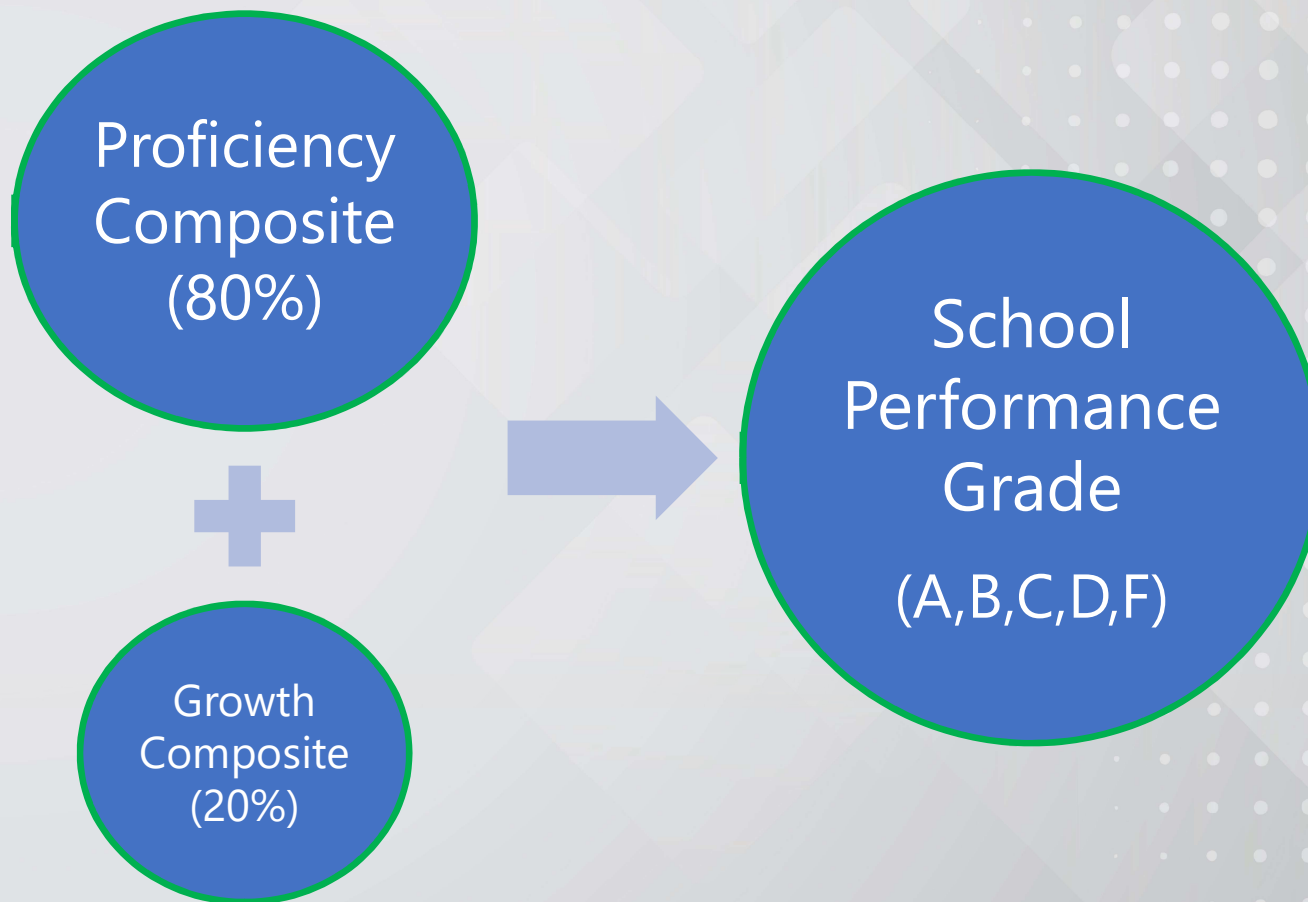 Proficiency
Composite
(80%)
Growth
Composite
(20%)
School
Performance
Grade
(A,B,C,D,F)